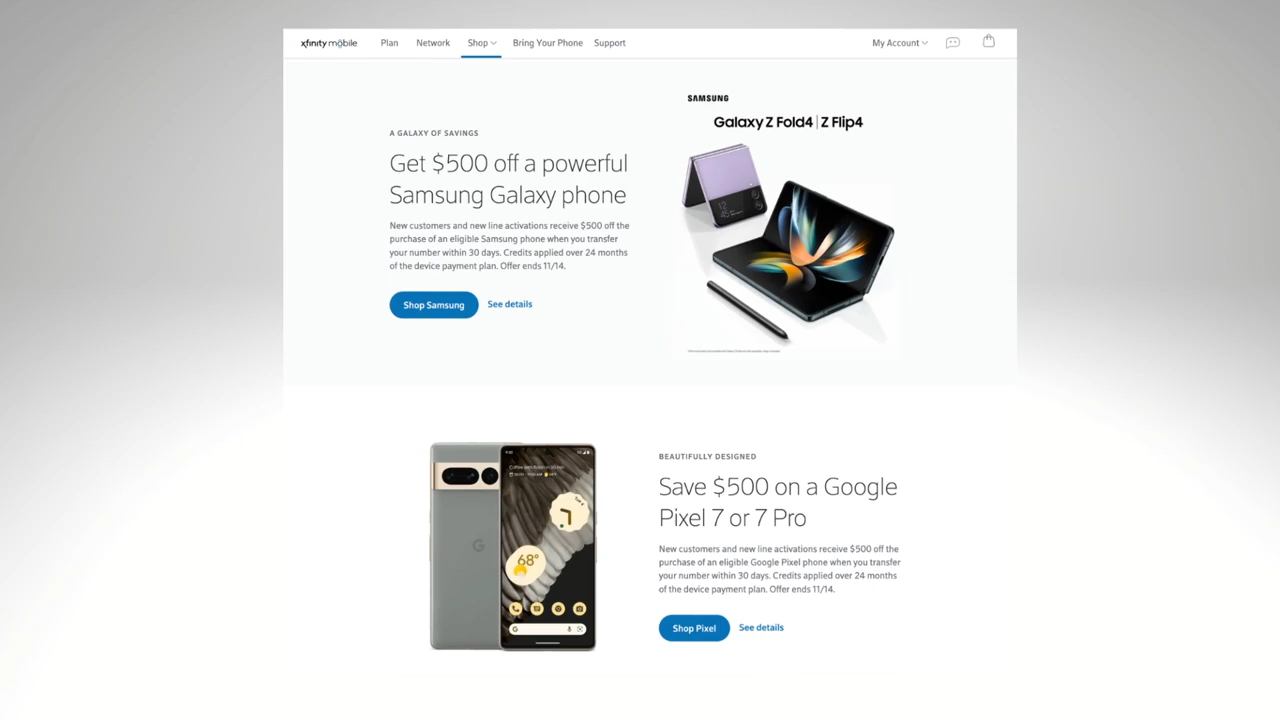 xfinity mobile
Plan
Network
Shop
Bring Your Phone
Support
My Account
A GALAXY OF SAVINGS
Get $500 off a powerful
Samsung Galaxy phone
New customers and new line activations receive $500 off the
purchase of an eligible Samsung phone when you transfer
your number within 30 days. Credits applied over 24 months
of the device payment plan. Offer ends 11/14.
Shop Samsung
See details
SAMSUNG
Galaxy Z Fold4 | Z Flip4
BEAUTIFULLY DESIGNED
Save $500 on a Google
Pixel 7 or 7 Pro
New customers and new line activations receive $500 off the
purchase of an eligible Google Pixel phone when you transfer
your number within 30 days. Credits applied over 24 months
of the device payment plan. Offer ends 11/14.
Shop Pixel
See details
68°
G